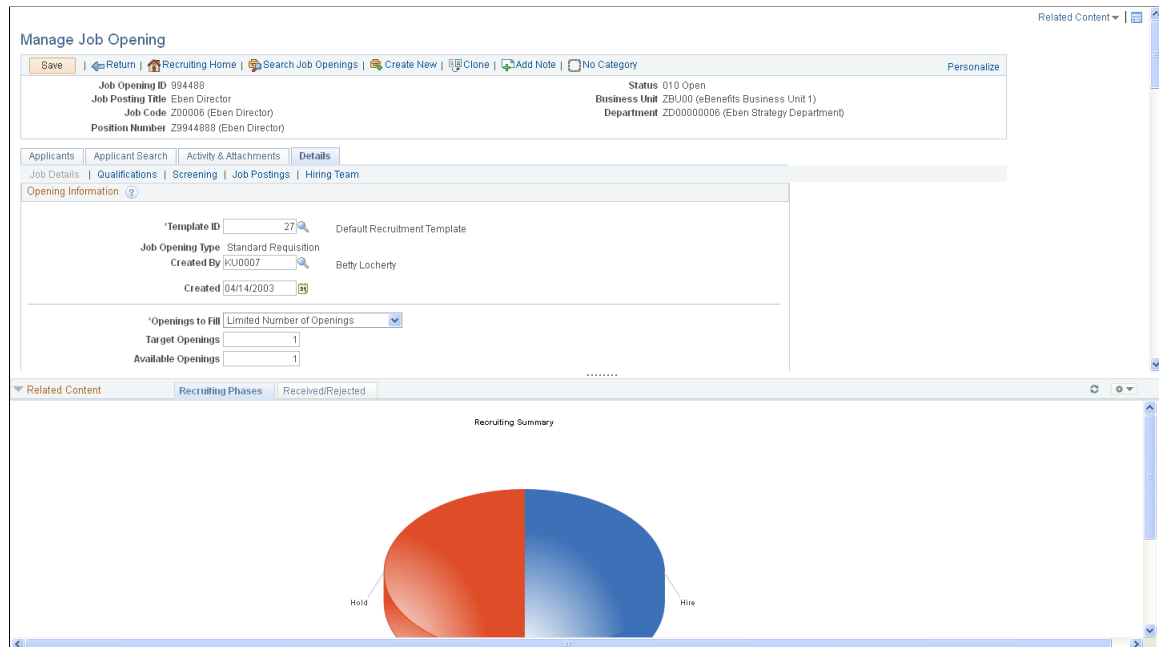 Related Content
Manage Job Opening
Save | Return | Recruiting Home | Search Job Openings | Create New | Clone | Add Note | No Category Personalize
Job Opening ID 994488 Status 010 Open
Job Posting Title Eben Director Business Unit ZBU00 (eBenefits Business Unit 1)
Job Code Z00006 (Eben Director) Department ZD00000006 (Eben Strategy Department)
Position Number Z9944888 (Eben Director)
Applicants Applicant Search Activity & Attachments Details
Job Details | Qualifications | Screening | Job Postings | Hiring Team
Opening Information ?
*Template ID 27 Default Recruitment Template
Job Opening Type Standard Requisition
Created By KU0007 Betty Locherty
Created 04/14/2003 31
*Openings to Fill Limited Number of Openings
Target Openings 1
Available Openings 1
Related Content Recruiting Phases Received/Rejected
Recruiting Summary
Hold Hire